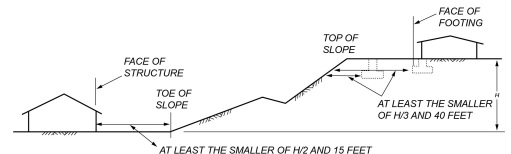 FACE OF
FOOTING
TOP OF
SLOPE
FACE OF
STRUCTURE
TOE OF
SLOPE
H
AT LEAST THE SMALLER
OF H/3 AND 40 FEET
AT LEAST THE SMALLER OF H/2 AND 15 FEET